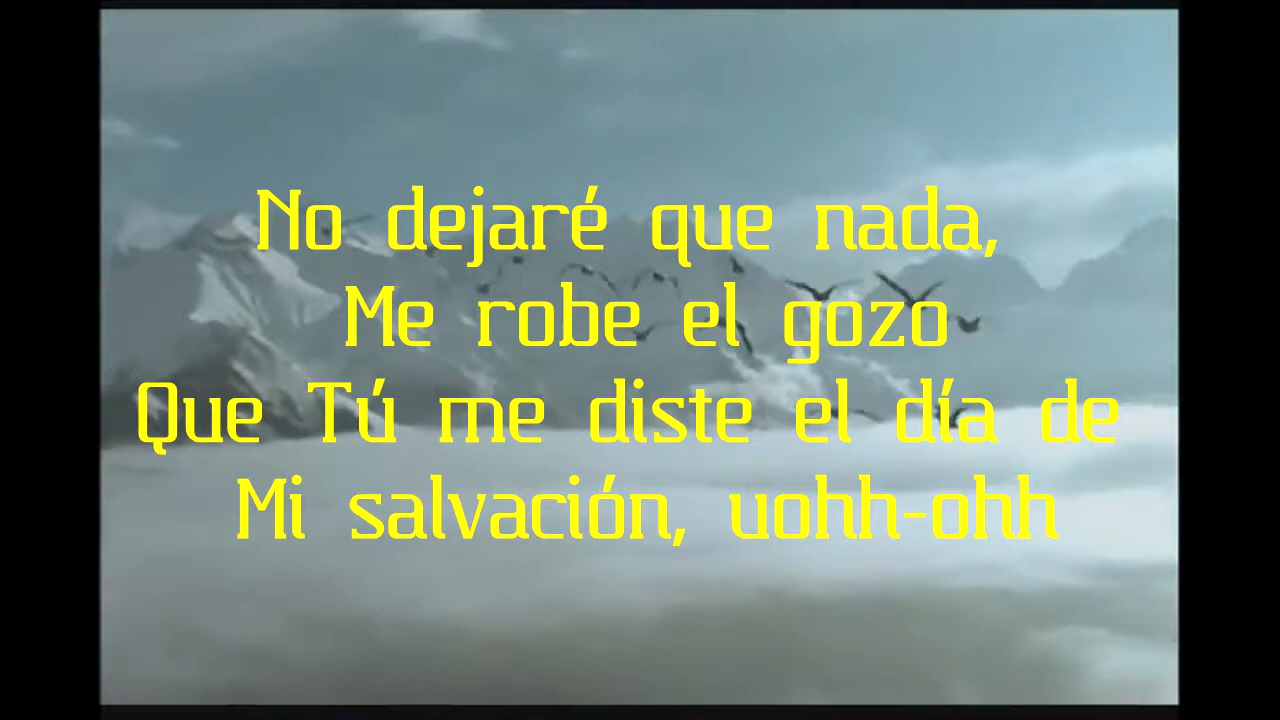 No dejaré que nada,
Me robe el gozo
Que Tú me diste el día de
Mi salvación, uohh-ohh